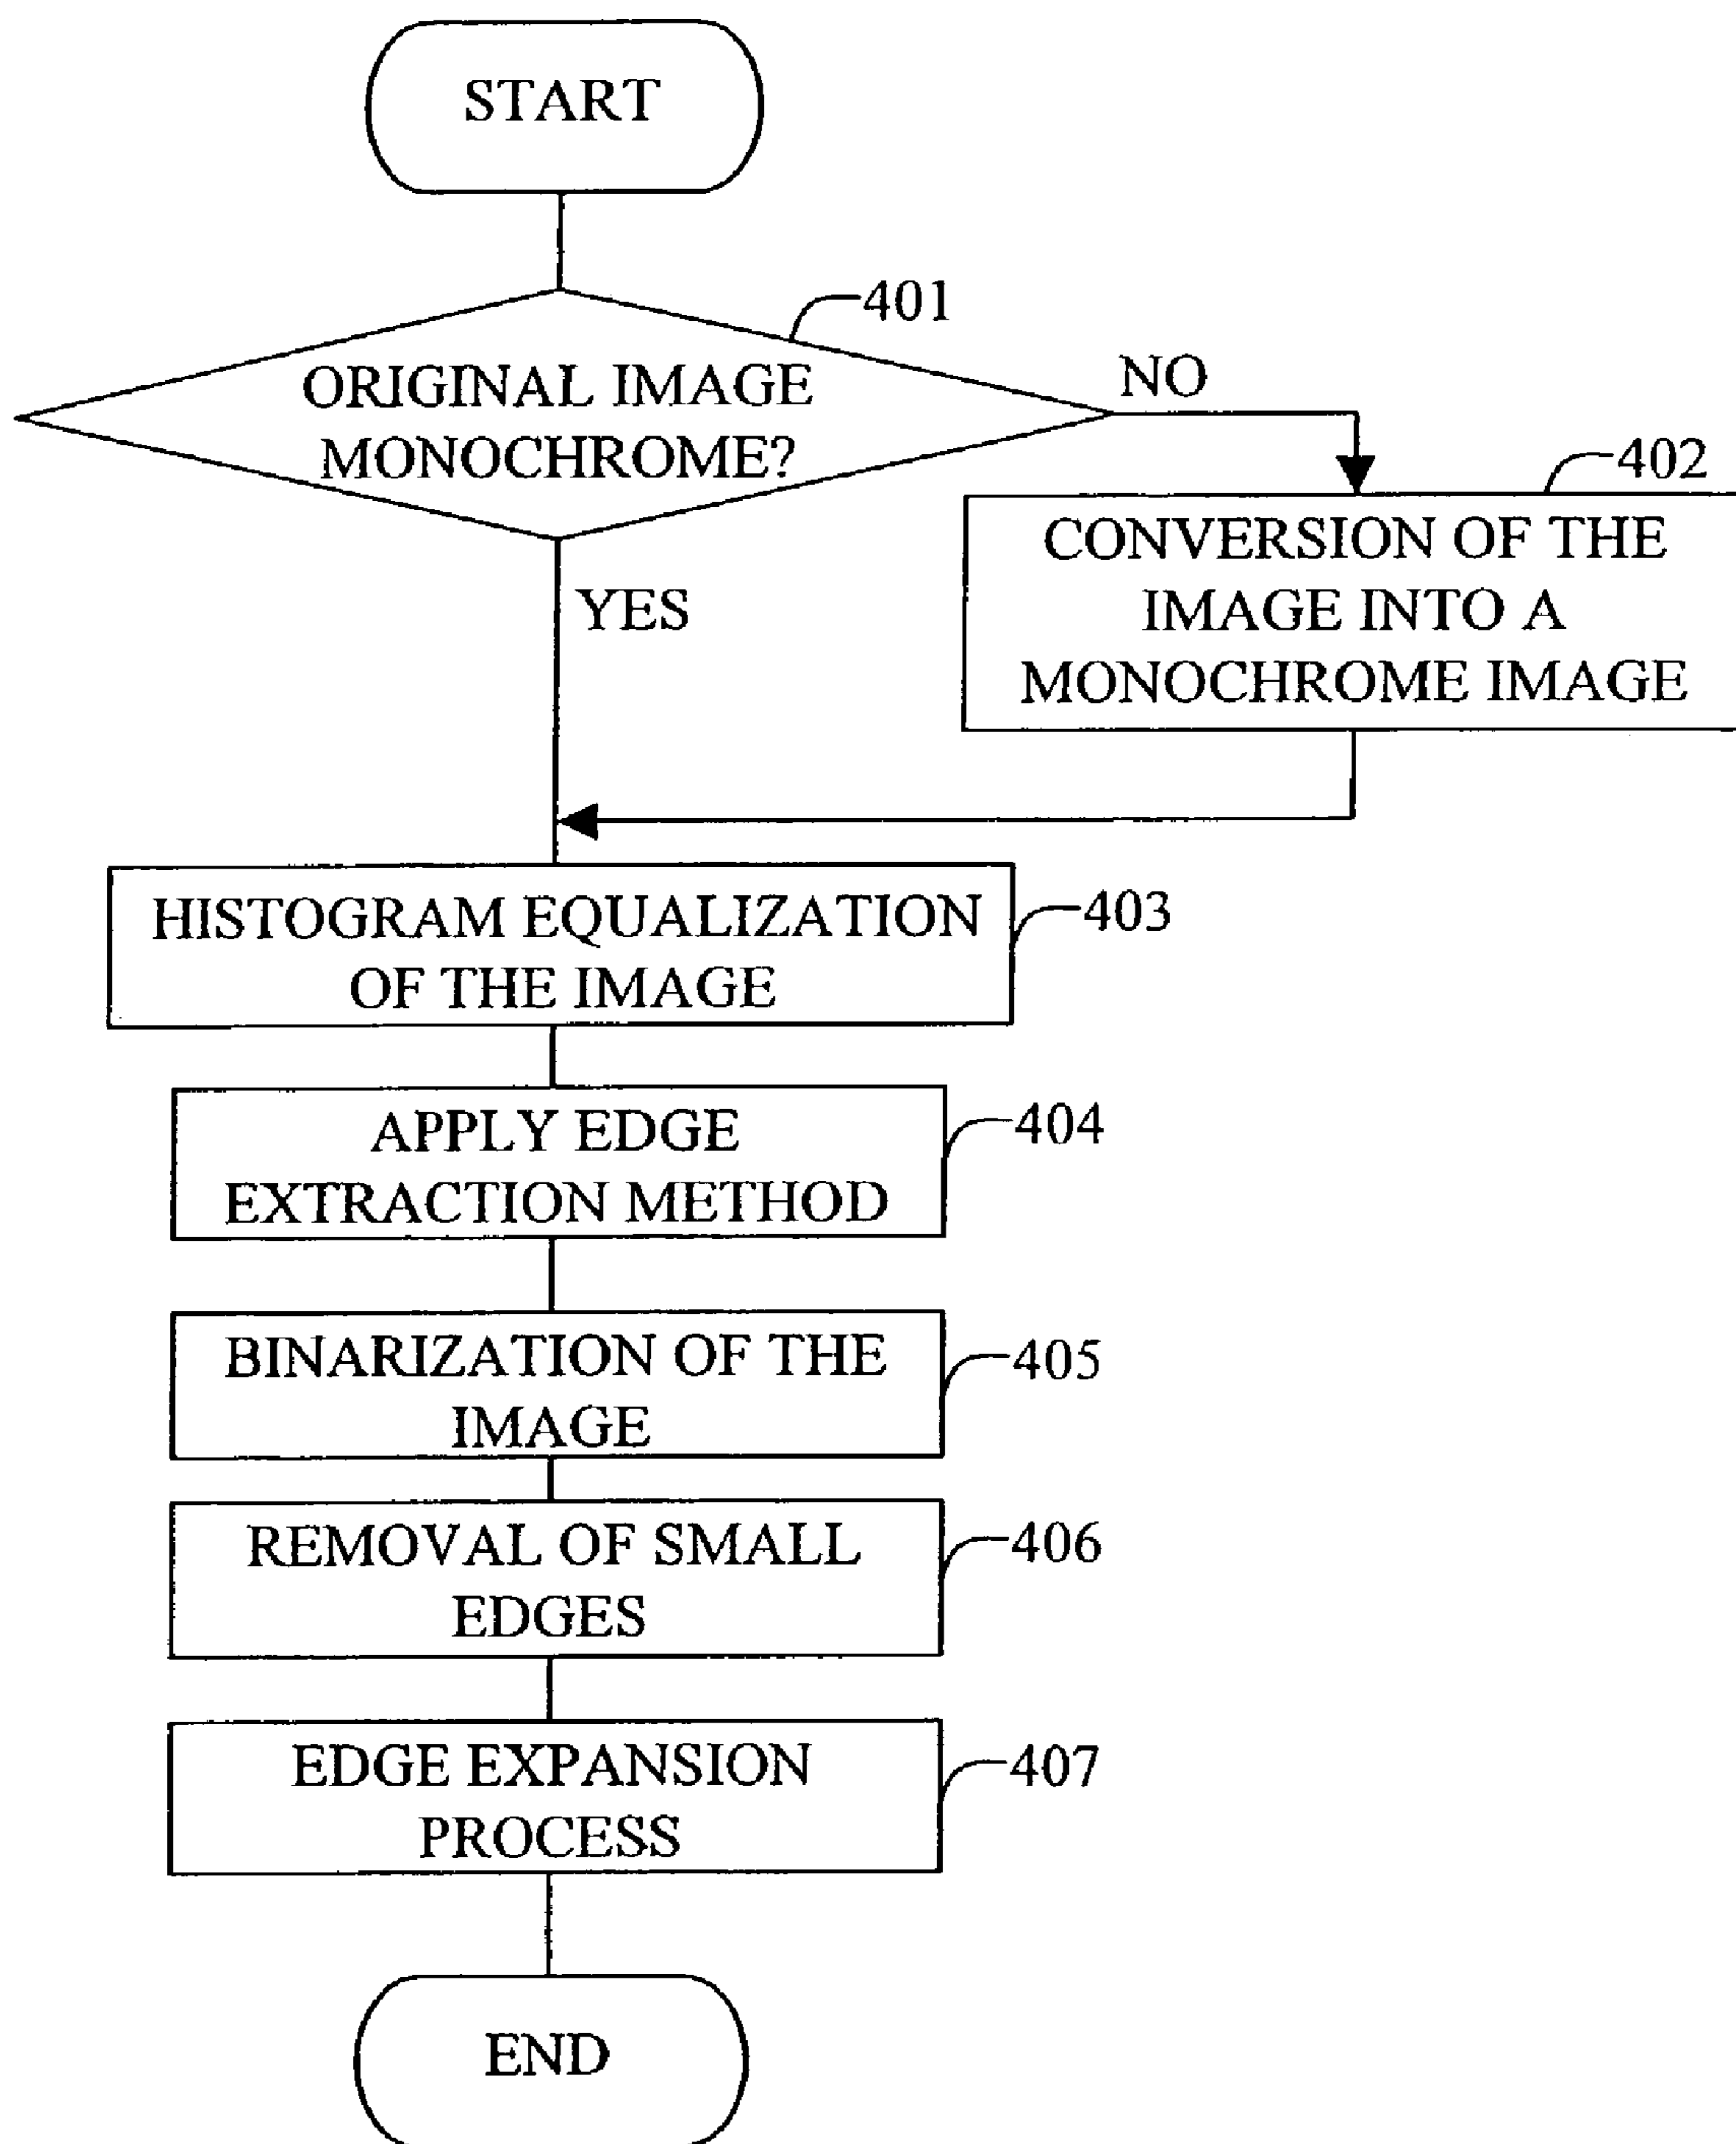 START
401
ORIGINAL IMAGE
MONOCHROME?
NO
402
CONVERSION OF THE
IMAGE INTO A
MONOCHROME IMAGE
YES
HISTOGRAM EQUALIZATION
OF THE IMAGE
403
APPLY EDGE
EXTRACTION METHOD
404
BINARIZATION OF THE
IMAGE
405
REMOVAL OF SMALL
EDGES
406
EDGE EXPANSION
PROCESS
407
END